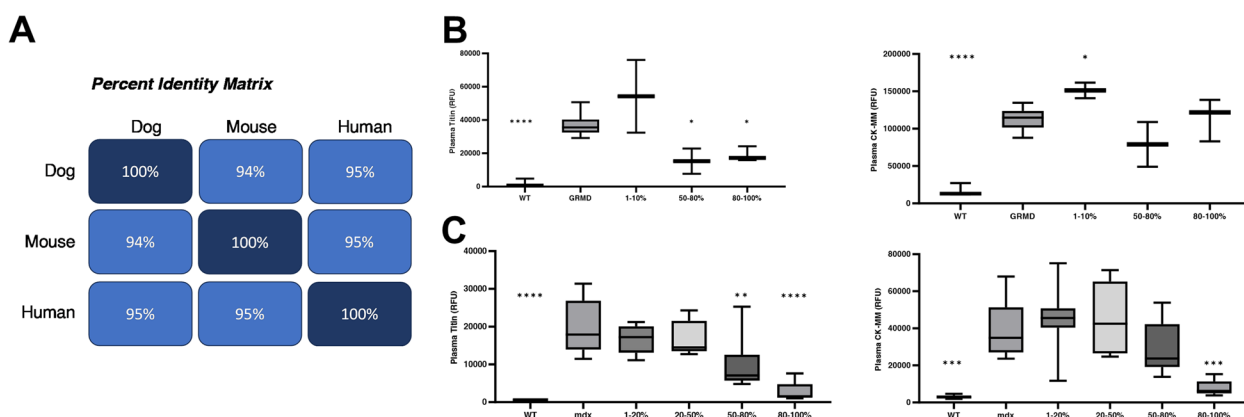 A
Percent Identity Matrix
Dog Mouse Human
Dog 100% 94% 95%
Mouse 94% 100% 95%
Human 95% 95% 100%
B
Plasma Titin (RFU)
80000
60000
40000
20000
0
**** * *
WT GRMD 1-10% 50-80% 80-100%
Plasma CK-MM (RFU)
200000
150000
100000
50000
0
**** *
WT GRMD 1-10% 50-80% 80-100%
C
Plasma Titin (RFU)
40000
30000
20000
10000
0
**** ** ****
WT mdx 1-20% 20-50% 50-80% 80-100%
Plasma CK-MM (RFU)
80000
60000
40000
20000
0
*** ***
WT mdx 1-20% 20-50% 50-80% 80-100%